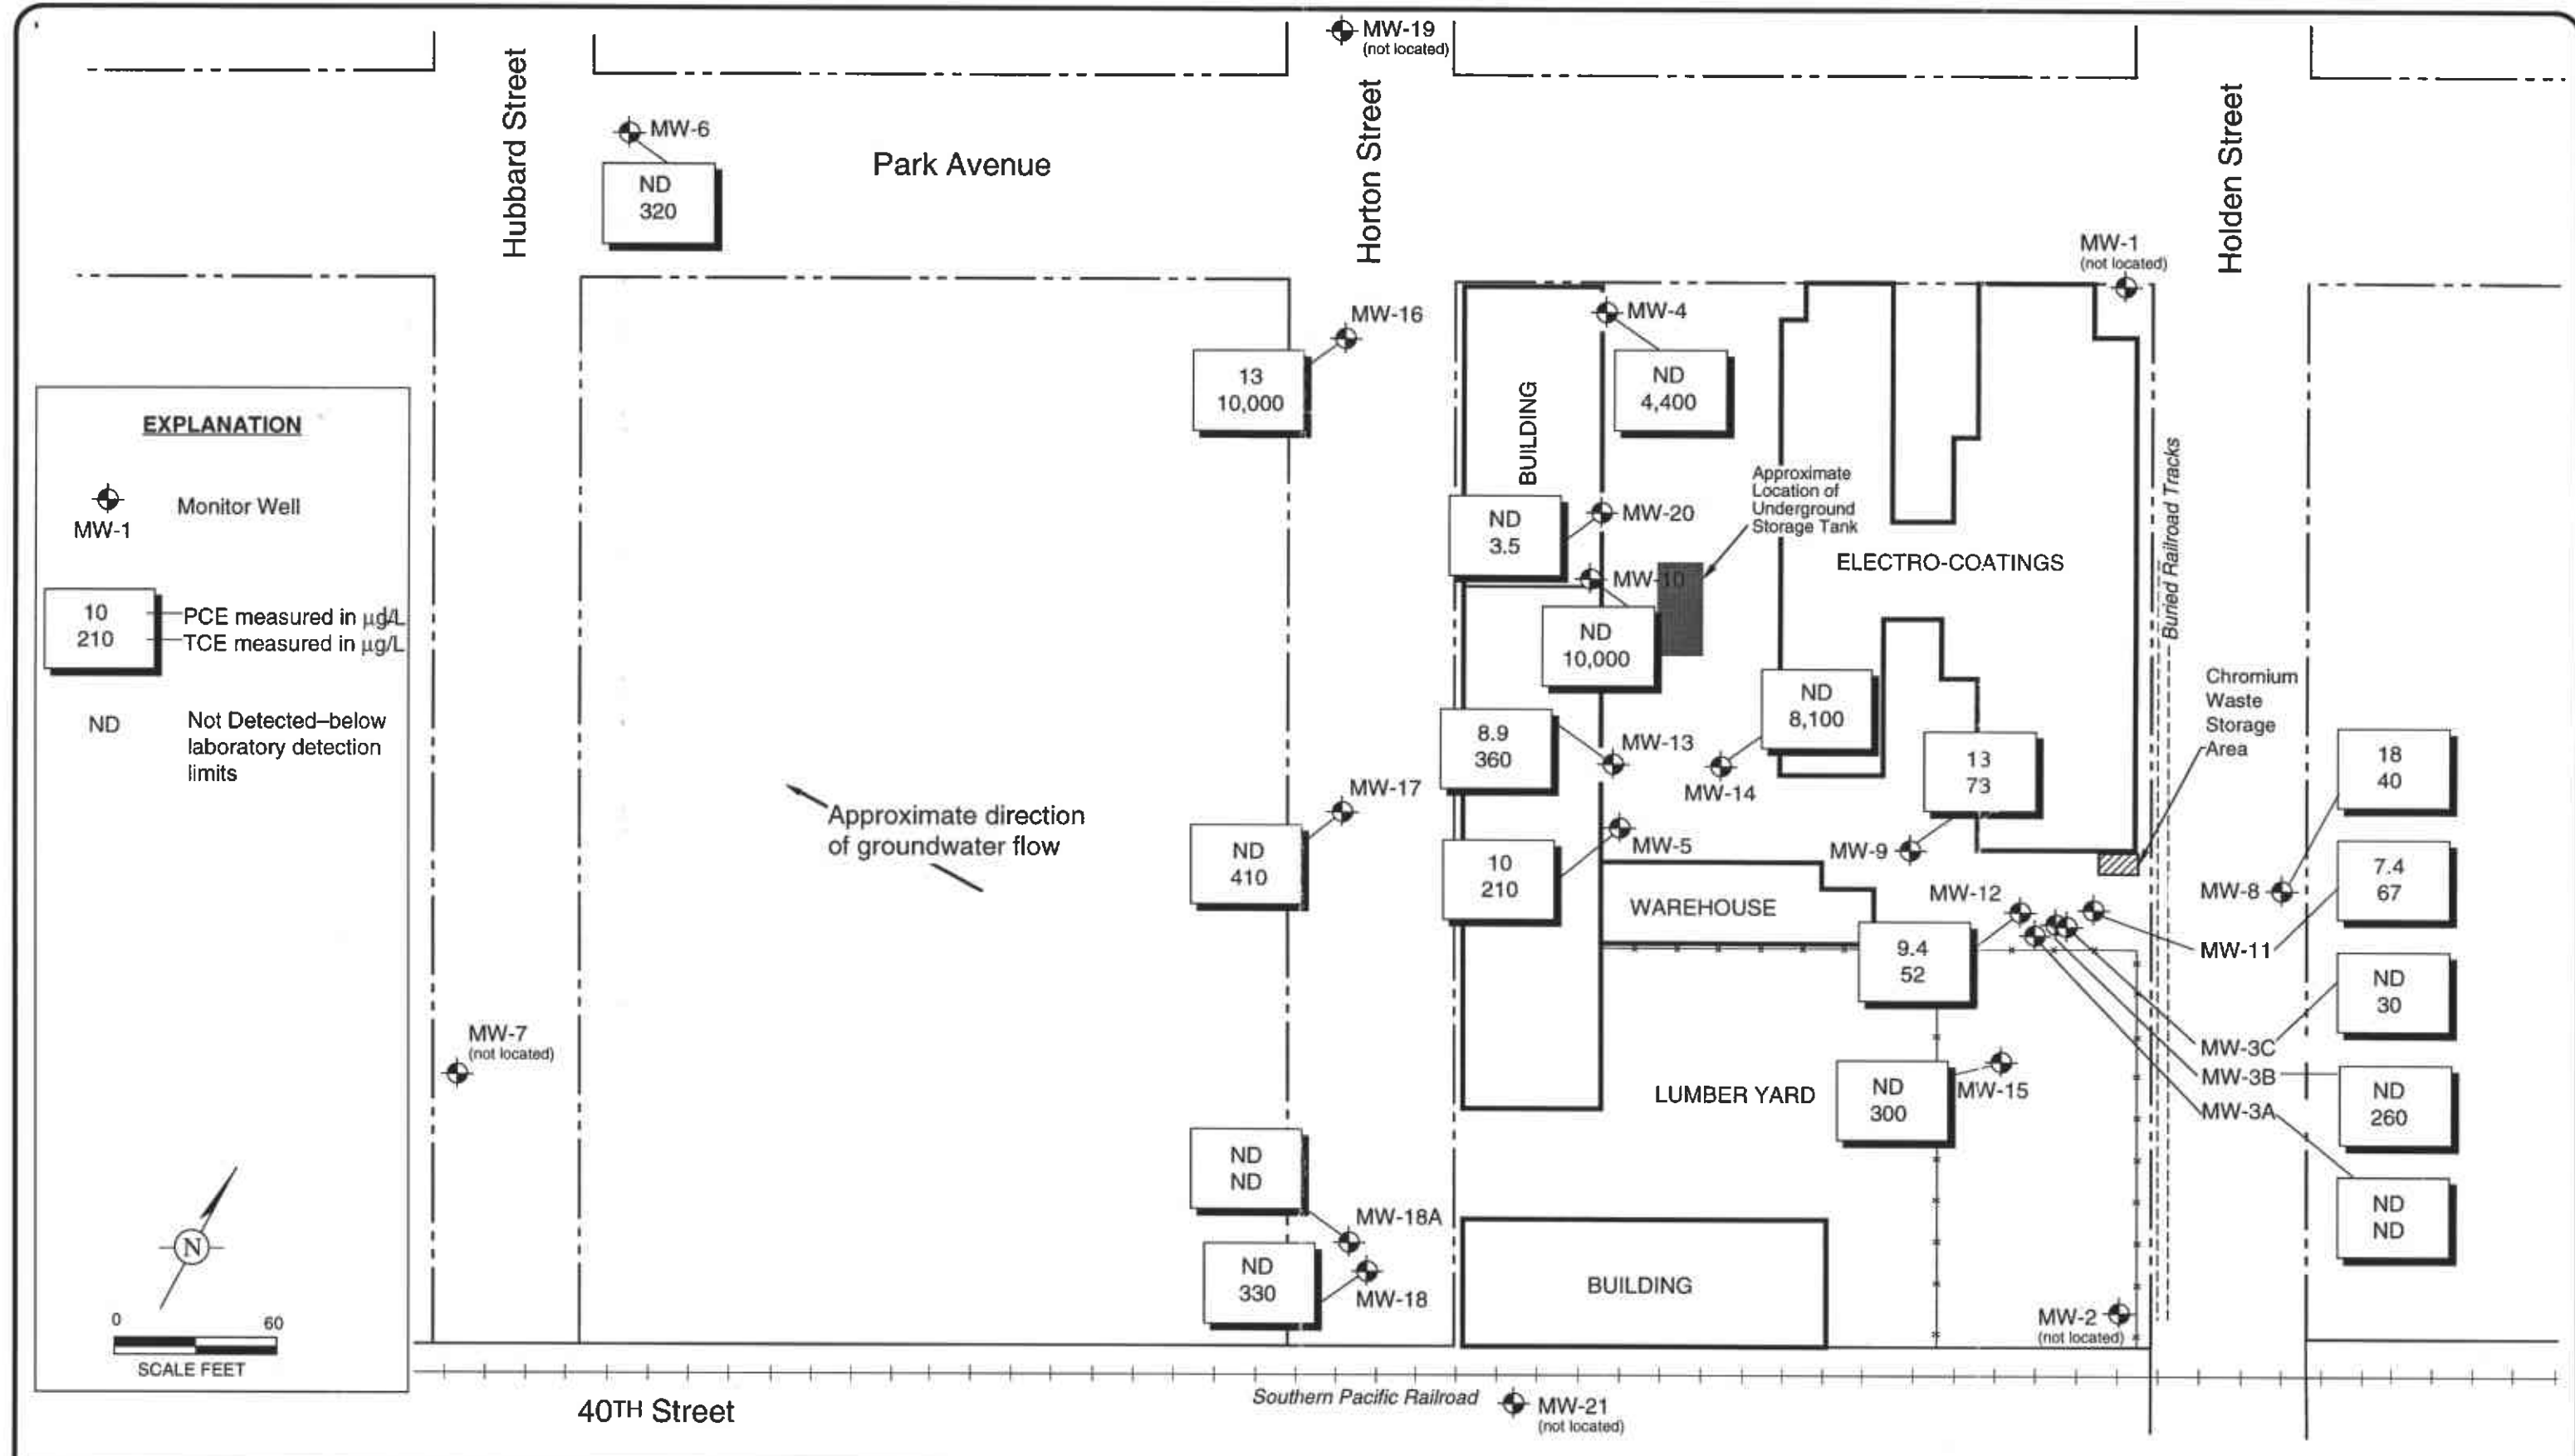 MW-19
(not located)
Hubbard Street
MW-6
ND
320
Park Avenue
Horton Street
Holden Street
MW-1
(not located)
MW-16
13
10,000
MW-4
ND
4,400
BUILDING
EXPLANATION
Monitor Well
MW-1
10
210
PCE measured in µg/L
TCE measured in µg/L
ND
Not Detected–below
laboratory detection
limits
N
0
60
SCALE FEET
Approximate
Location of
Underground
Storage Tank
ND
3.5
MW-20
MW-10
ND
10,000
ELECTRO-COATINGS
Buried Railroad Tracks
Chromium
Waste
Storage
Area
ND
8,100
MW-14
8.9
360
MW-13
13
73
MW-9
18
40
MW-8
Approximate direction
of groundwater flow
MW-17
ND
410
10
210
MW-5
WAREHOUSE
MW-12
9.4
52
7.4
67
MW-11
ND
30
MW-3C
MW-3B
ND
260
MW-3A
ND
ND
MW-7
(not located)
LUMBER YARD
ND
300
MW-15
ND
ND
MW-18A
ND
330
MW-18
BUILDING
MW-2
(not located)
40TH Street
Southern Pacific Railroad
MW-21
(not located)